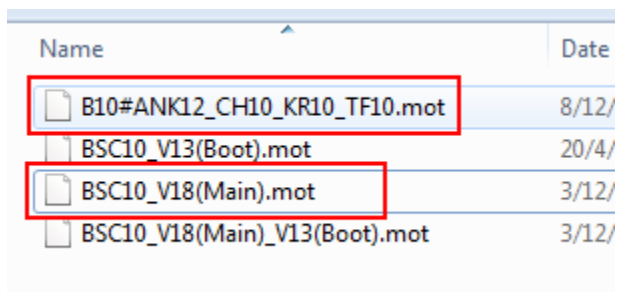 Name Date
B10#ANK12_CH10_KR10_TF10.mot 8/12/
BSC10_V13(Boot).mot 20/4/
BSC10_V18(Main).mot 3/12/
BSC10_V18(Main)_V13(Boot).mot 3/12/